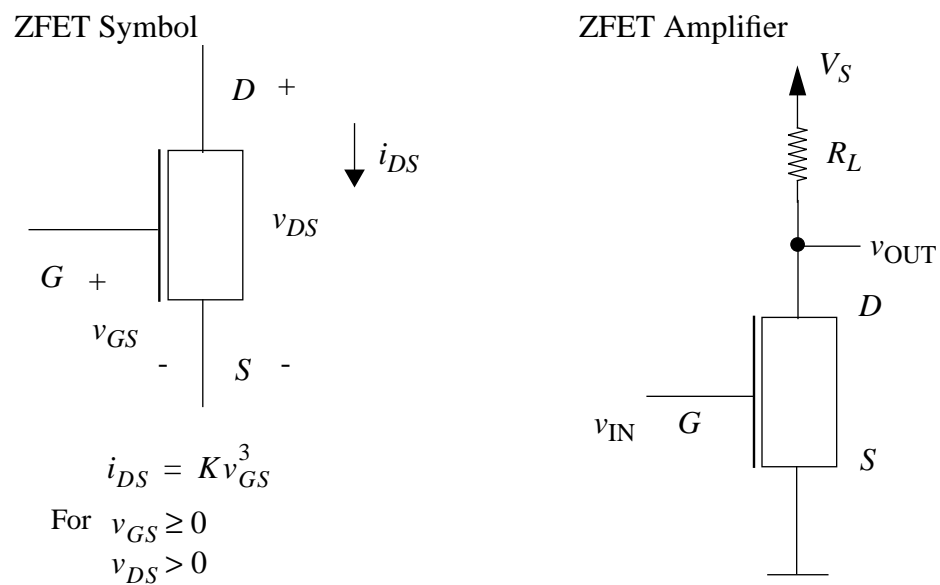 ZFET Symbol
D +
i_DS
v_DS
G +
v_GS
- S -
i_DS = Kv_GS^3
For v_GS ≥ 0
v_DS > 0
ZFET Amplifier
V_S
R_L
v_OUT
D
v_IN G
S